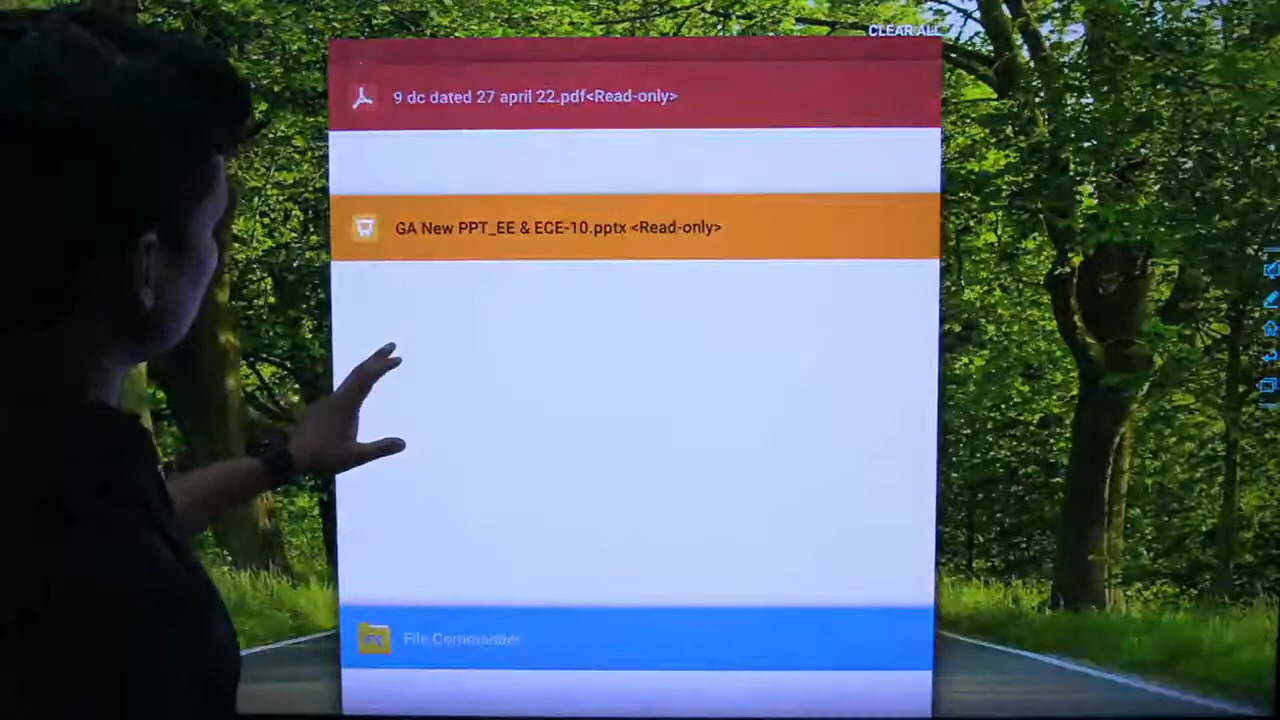 CLEAR ALL
9 dc dated 27 april 22.pdf<Read-only>
GA New PPT_EE & ECE-10.pptx <Read-only>
File Commander